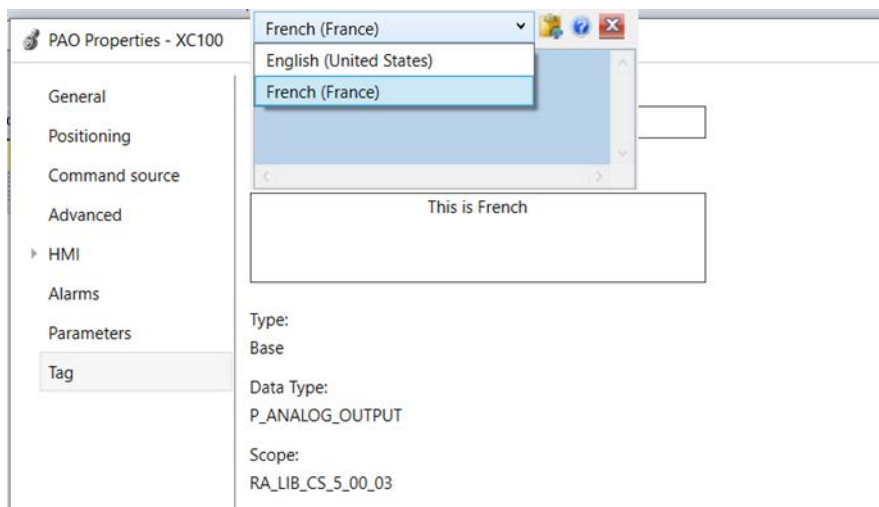 PAO Properties - XC100
French (France)
English (United States)
French (France)
General
Positioning
Command source
Advanced
HMI
Alarms
Parameters
Tag
This is French
Type:
Base
Data Type:
P_ANALOG_OUTPUT
Scope:
RA_LIB_CS_5_00_03